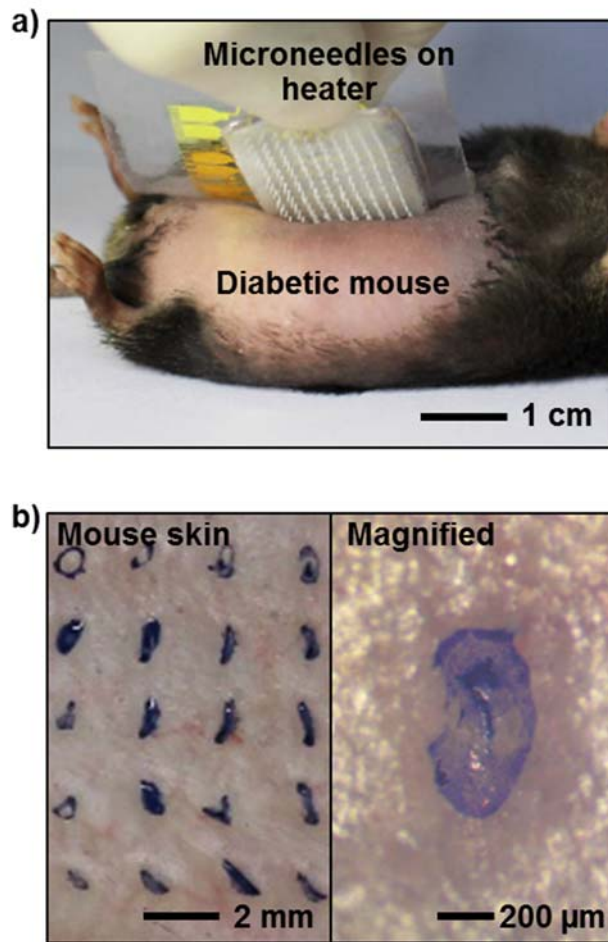 a)
Microneedles on
heater
Diabetic mouse
1 cm
b)
Mouse skin
Magnified
2 mm
200 µm